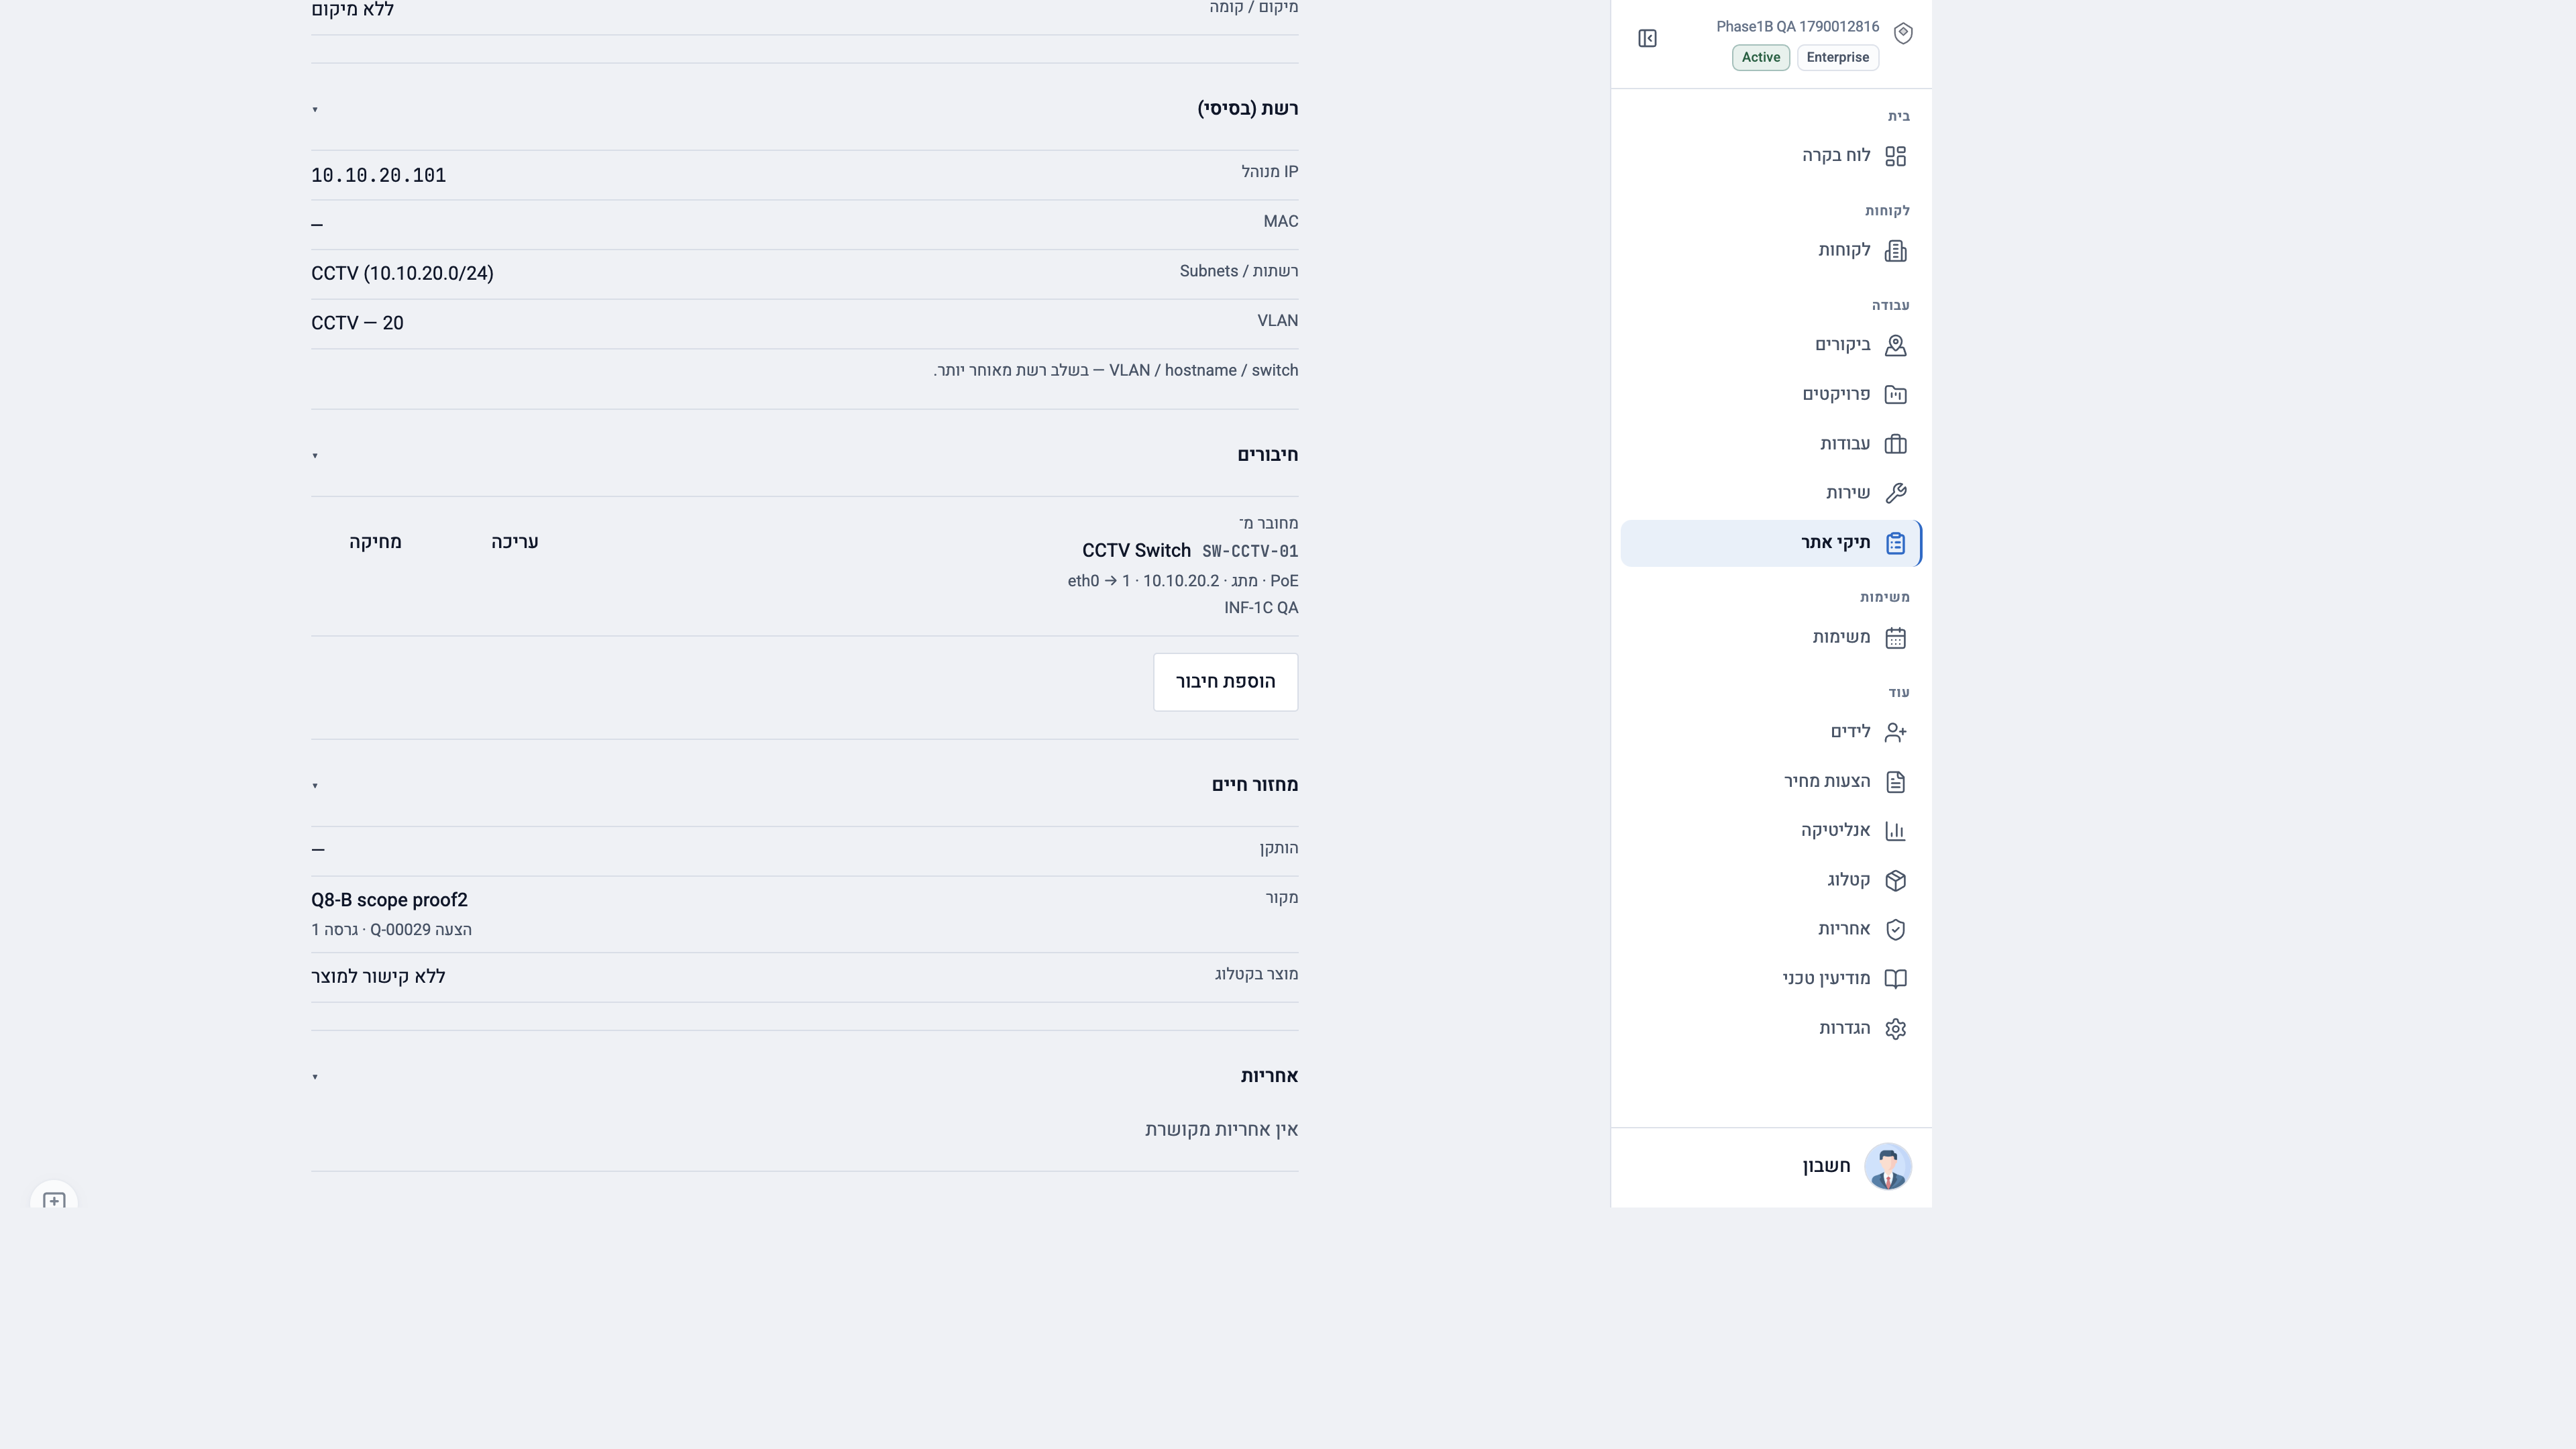 Phase1B QA 1790012816
Enterprise
Active
בית
לוח בקרה
לקוחות
לקוחות
עבודה
ביקורים
פרויקטים
עבודות
שירות
תיקי אתר
משימות
משימות
עוד
לידים
הצעות מחיר
אנליטיקה
קטלוג
אחריות
מודיעין טכני
הגדרות
חשבון
מיקום / קומה
ללא מיקום
רשת (בסיסי)
IP מנוהל
10.10.20.101
MAC
—
רשתות / Subnets
CCTV (10.10.20.0/24)
VLAN
CCTV — 20
VLAN / hostname / switch — בשלב רשת מאוחר יותר.
חיבורים
מחובר מ־
SW-CCTV-01 CCTV Switch
PoE · מתג · 10.10.20.2 · eth0 → 1
INF-1C QA
עריכה
מחיקה
הוספת חיבור
מחזור חיים
הותקן
—
מקור
Q8-B scope proof2
הצעה Q-00029 · גרסה 1
מוצר בקטלוג
ללא קישור למוצר
אחריות
אין אחריות מקושרת